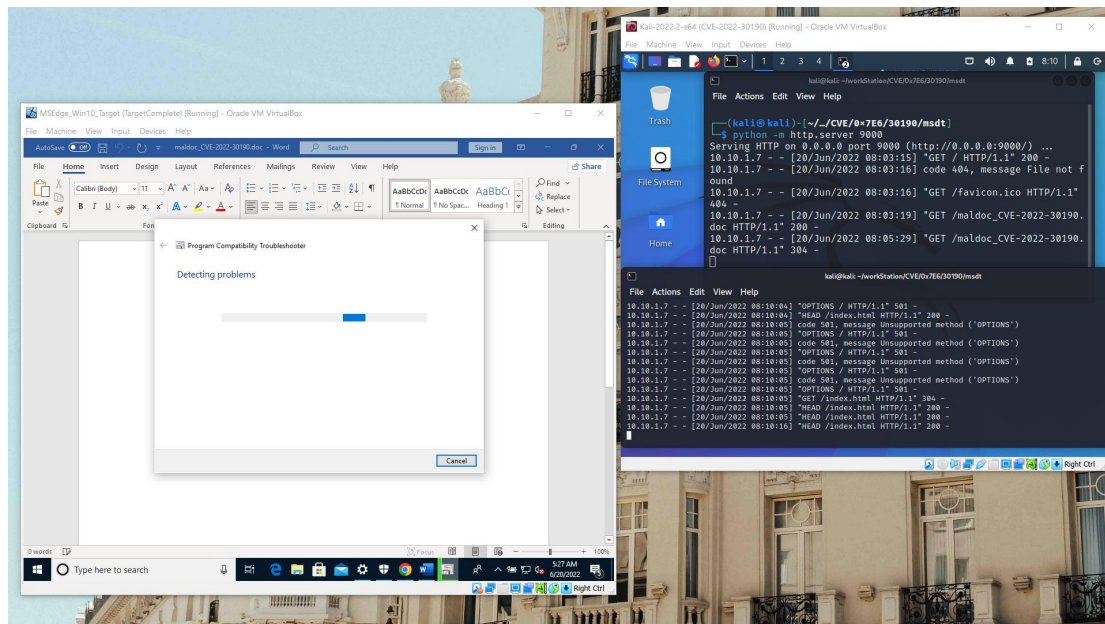 Kali-2022.2-x64 (CVE-2022-30190) [Running] - Oracle VM VirtualBox
File Machine View Input Devices Help
1 2 3 4
8:10
Trash
File System
Home
kali@kali: ~/workStation/CVE/0x7E6/30190/msdt
File Actions Edit View Help
(kali㉿kali)-[~/…/CVE/0×7E6/30190/msdt]
$ python -m http.server 9000
Serving HTTP on 0.0.0.0 port 9000 (http://0.0.0.0:9000/) ...
10.10.1.7 - - [20/Jun/2022 08:03:15] "GET / HTTP/1.1" 200 -
10.10.1.7 - - [20/Jun/2022 08:03:16] code 404, message File not f
ound
10.10.1.7 - - [20/Jun/2022 08:03:16] "GET /favicon.ico HTTP/1.1"
404 -
10.10.1.7 - - [20/Jun/2022 08:03:19] "GET /maldoc_CVE-2022-30190.
doc HTTP/1.1" 200 -
10.10.1.7 - - [20/Jun/2022 08:05:29] "GET /maldoc_CVE-2022-30190.
doc HTTP/1.1" 304 -
kali@kali: ~/workStation/CVE/0x7E6/30190/msdt
File Actions Edit View Help
10.10.1.7 - - [20/Jun/2022 08:10:04] "OPTIONS / HTTP/1.1" 501 -
10.10.1.7 - - [20/Jun/2022 08:10:04] "HEAD /index.html HTTP/1.1" 200 -
10.10.1.7 - - [20/Jun/2022 08:10:05] code 501, message Unsupported method ('OPTIONS')
10.10.1.7 - - [20/Jun/2022 08:10:05] "OPTIONS / HTTP/1.1" 501 -
10.10.1.7 - - [20/Jun/2022 08:10:05] code 501, message Unsupported method ('OPTIONS')
10.10.1.7 - - [20/Jun/2022 08:10:05] "OPTIONS / HTTP/1.1" 501 -
10.10.1.7 - - [20/Jun/2022 08:10:05] code 501, message Unsupported method ('OPTIONS')
10.10.1.7 - - [20/Jun/2022 08:10:05] "OPTIONS / HTTP/1.1" 501 -
10.10.1.7 - - [20/Jun/2022 08:10:05] code 501, message Unsupported method ('OPTIONS')
10.10.1.7 - - [20/Jun/2022 08:10:05] "OPTIONS / HTTP/1.1" 501 -
10.10.1.7 - - [20/Jun/2022 08:10:05] "GET /index.html HTTP/1.1" 304 -
10.10.1.7 - - [20/Jun/2022 08:10:05] "HEAD /index.html HTTP/1.1" 200 -
10.10.1.7 - - [20/Jun/2022 08:10:05] "HEAD /index.html HTTP/1.1" 200 -
10.10.1.7 - - [20/Jun/2022 08:10:16] "HEAD /index.html HTTP/1.1" 200 -
Right Ctrl
MSEdge_Win10_Target (TargetComplete) [Running] - Oracle VM VirtualBox
File Machine View Input Devices Help
AutoSave Off maldoc_CVE-2022-30190.doc - Word Search Sign in
File Home Insert Design Layout References Mailings Review View Help Share
Paste Calibri (Body) 11 AaBbCcDc AaBbCcDc AaBbCc Find
Replace
¶ Normal ¶ No Spac... Heading 1 Select
Clipboard Fon Editing
Program Compatibility Troubleshooter
Detecting problems
Cancel
0 words Focus 100%
Type here to search 5:27 AM
6/20/2022
Right Ctrl